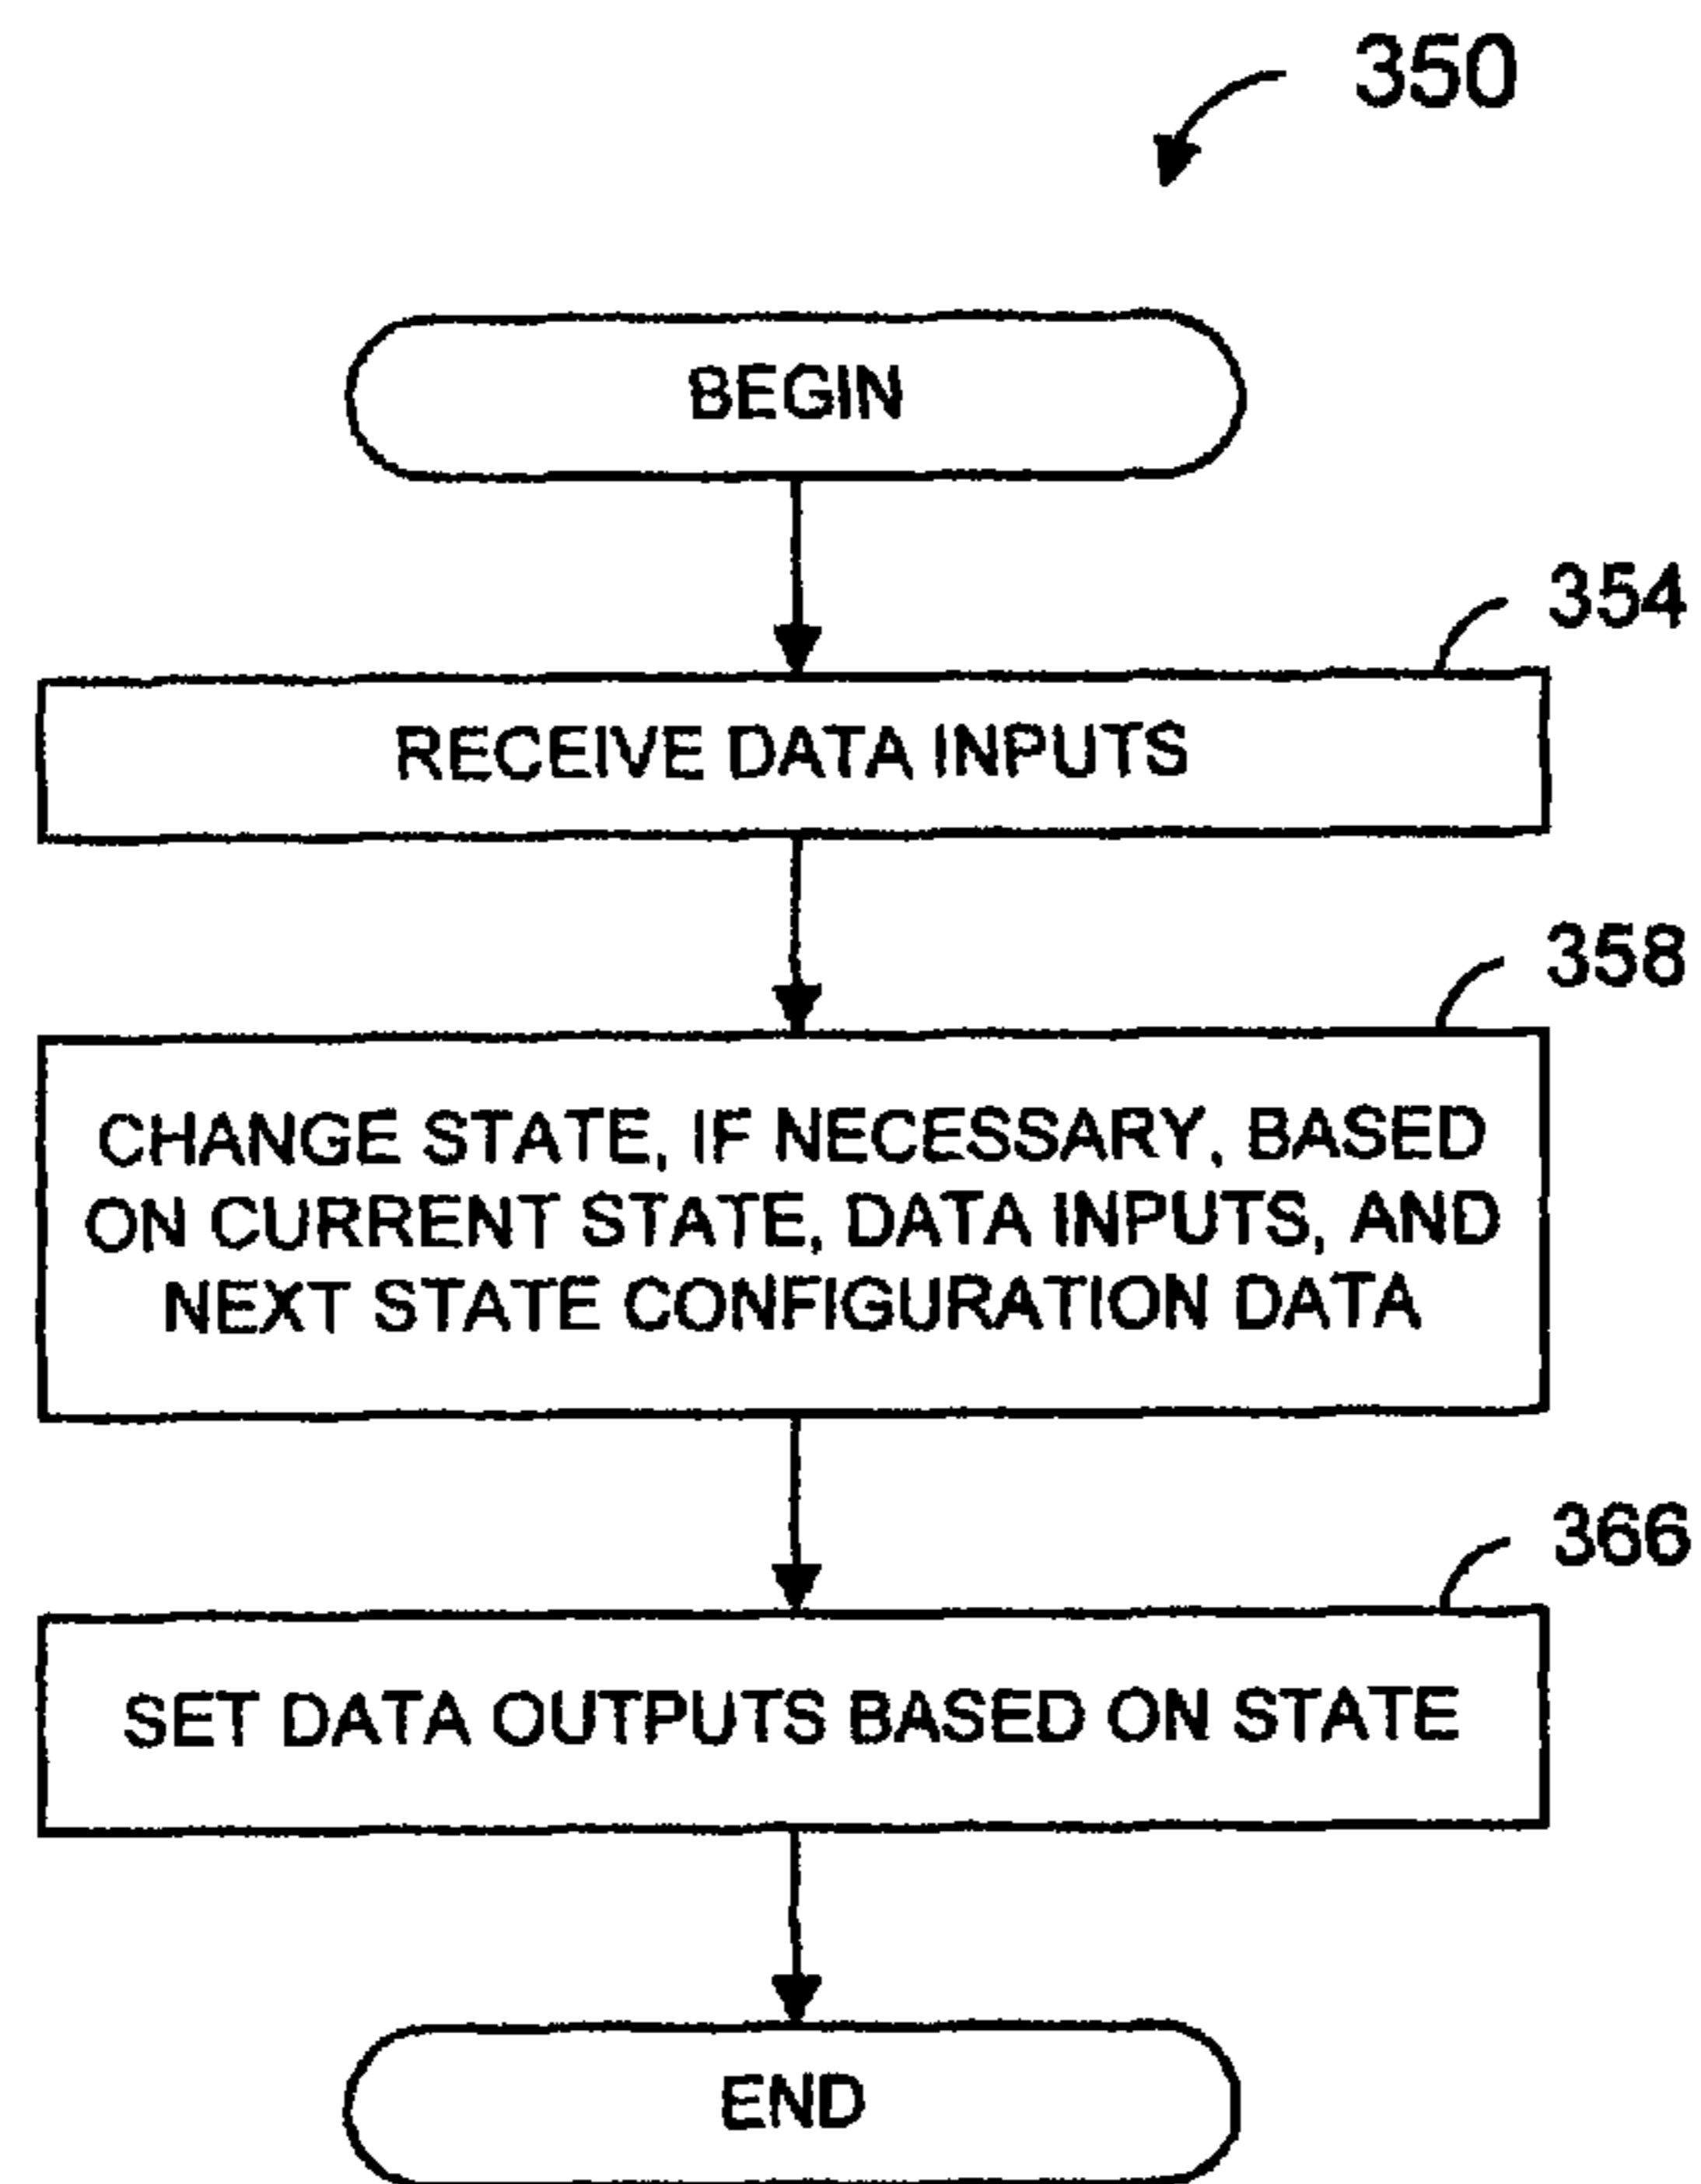 350
BEGIN
354
RECEIVE DATA INPUTS
358
CHANGE STATE, IF NECESSARY, BASED
ON CURRENT STATE, DATA INPUTS, AND
NEXT STATE CONFIGURATION DATA
366
SET DATA OUTPUTS BASED ON STATE
END